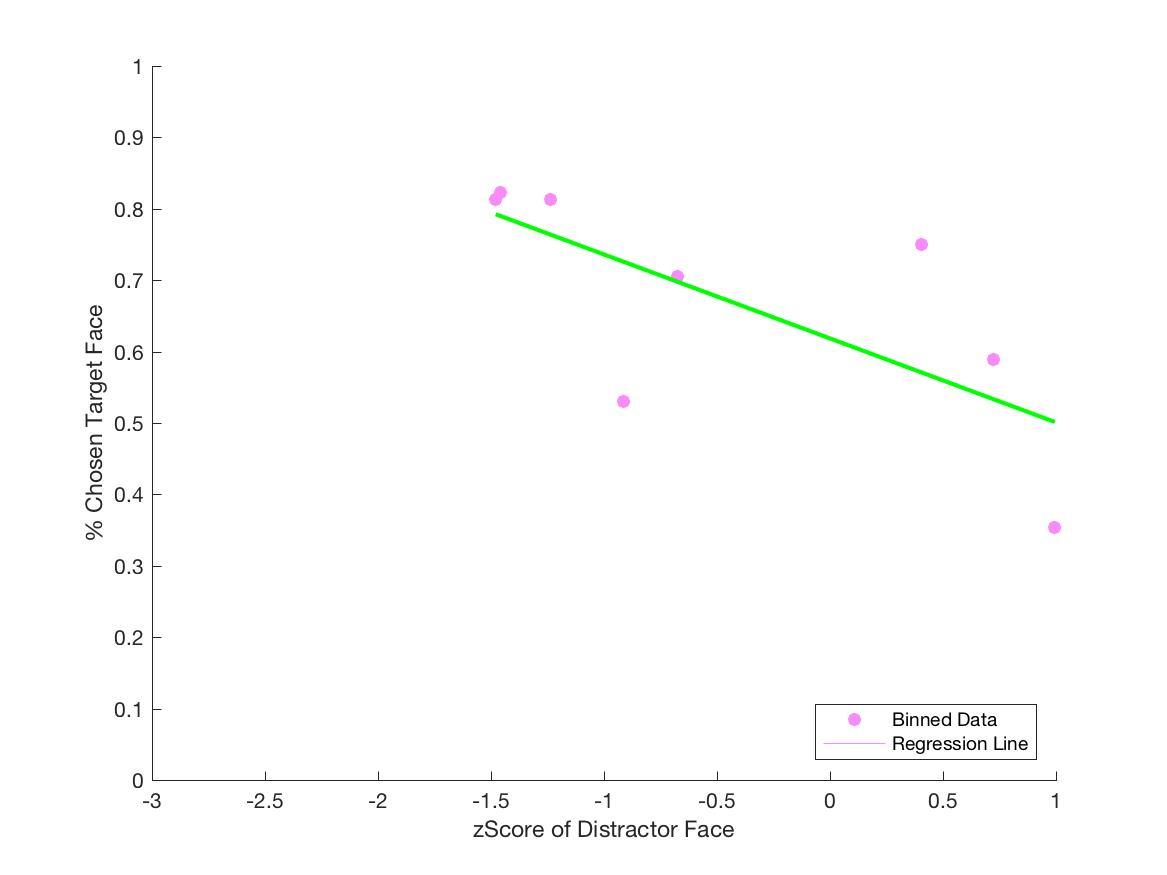 1
0.9
0.8
0.7
0.6
0.5
0.4
0.3
0.2
0.1
0
% Chosen Target Face
Binned Data
Regression Line
-3 -2.5 -2 -1.5 -1 -0.5 0 0.5 1
zScore of Distractor Face